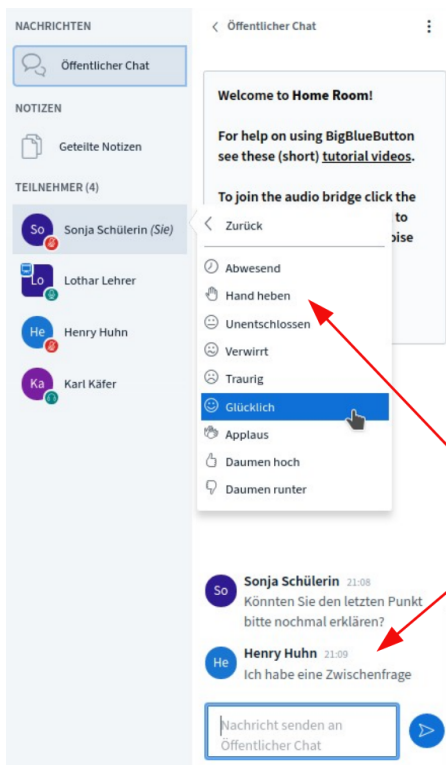 NACHRICHTEN
Öffentlicher Chat
NOTIZEN
Geteilte Notizen
TEILNEHMER (4)
So Sonja Schülerin (Sie)
Lo Lothar Lehrer
He Henry Huhn
Ka Karl Käfer
Öffentlicher Chat
Welcome to Home Room!
For help on using BigBlueButton
see these (short) tutorial videos.
To join the audio bridge click the
to
oise
Zurück
Abwesend
Hand heben
Unentschlossen
Verwirrt
Traurig
Glücklich
Applaus
Daumen hoch
Daumen runter
So Sonja Schülerin 21:08
Könnten Sie den letzten Punkt
bitte nochmal erklären?
He Henry Huhn 21:09
Ich habe eine Zwischenfrage
Nachricht senden an
Öffentlicher Chat